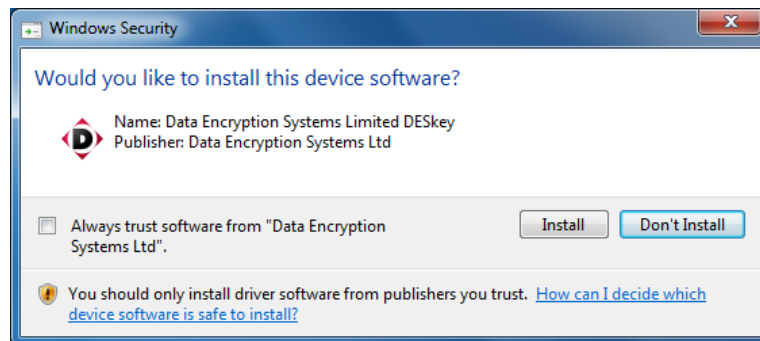 Windows Security
Would you like to install this device software?
D
Name: Data Encryption Systems Limited DESkey
Publisher: Data Encryption Systems Ltd
Always trust software from "Data Encryption
Systems Ltd".
Install
Don't Install
You should only install driver software from publishers you trust. How can I decide which
device software is safe to install?